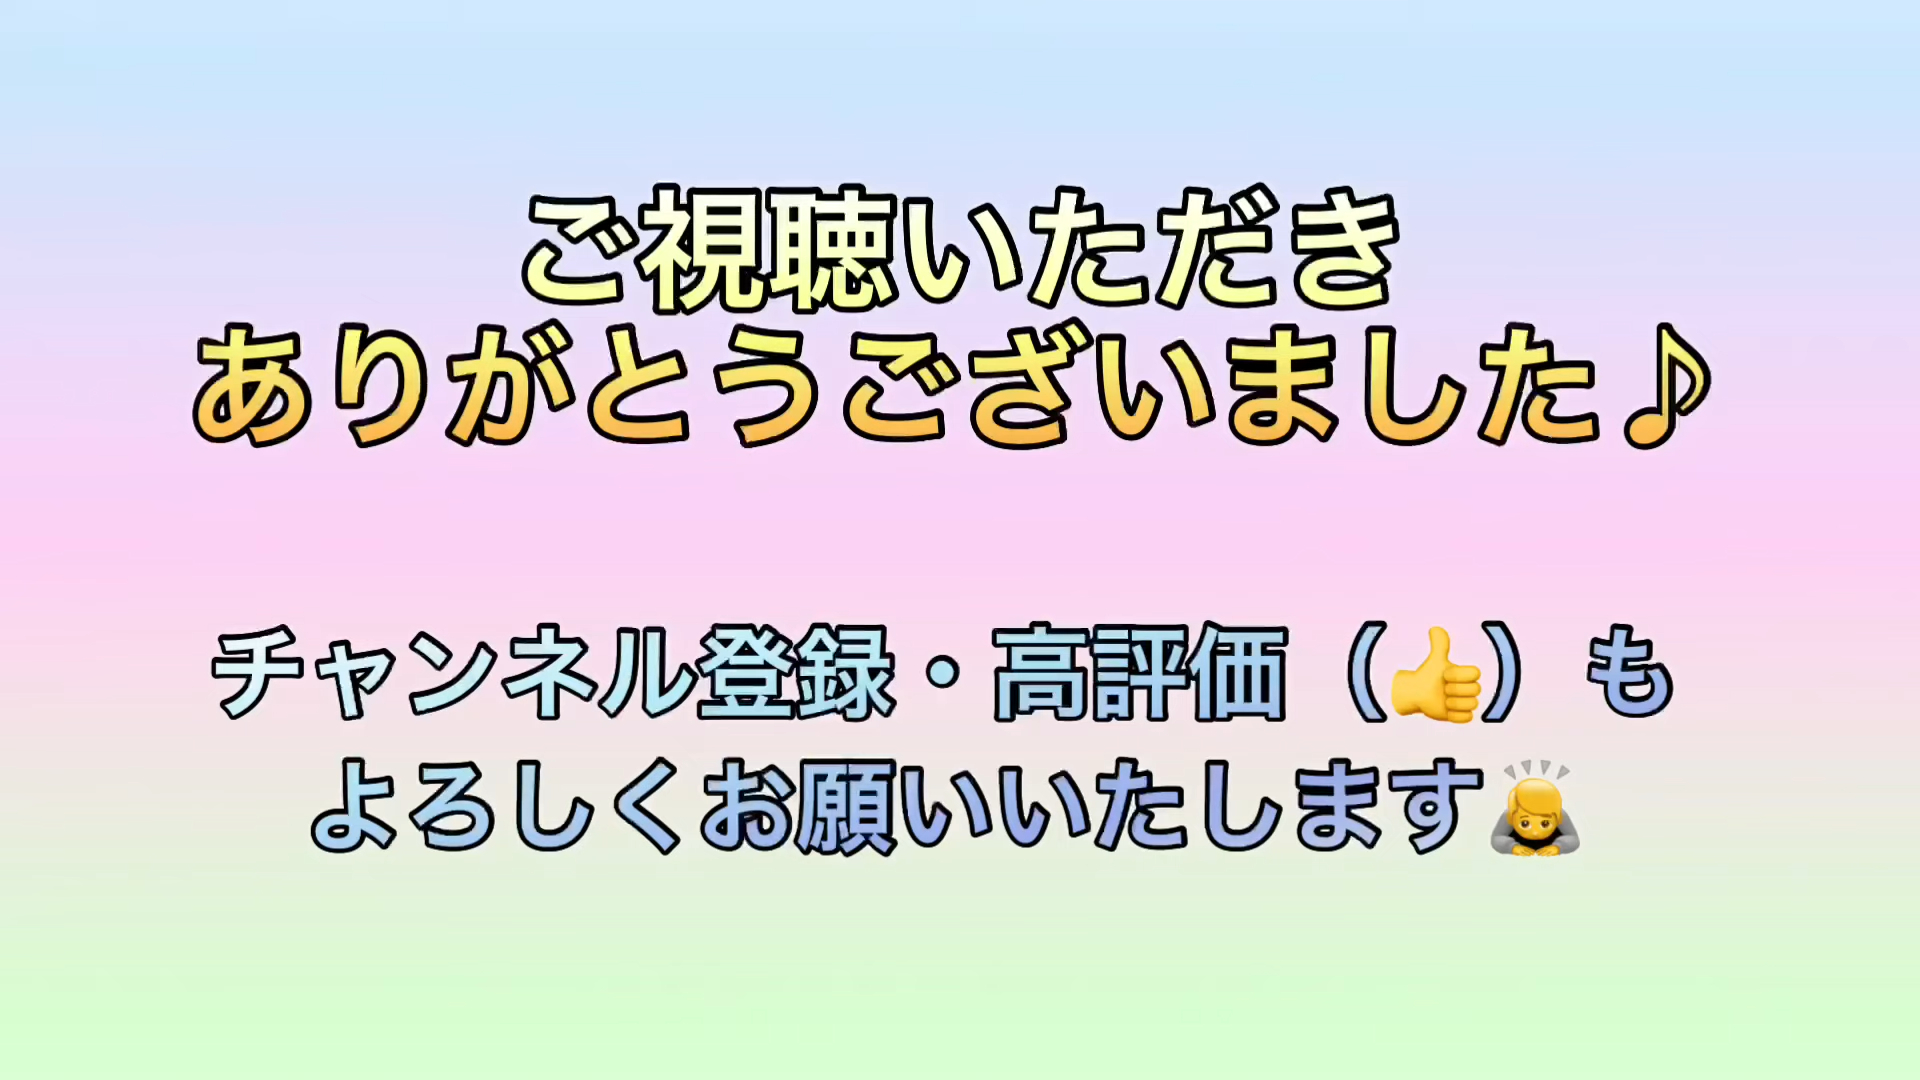 ご視聴いただき
ありがとうございました♪
チャンネル登録・高評価（👍）も
よろしくお願いいたします🙇